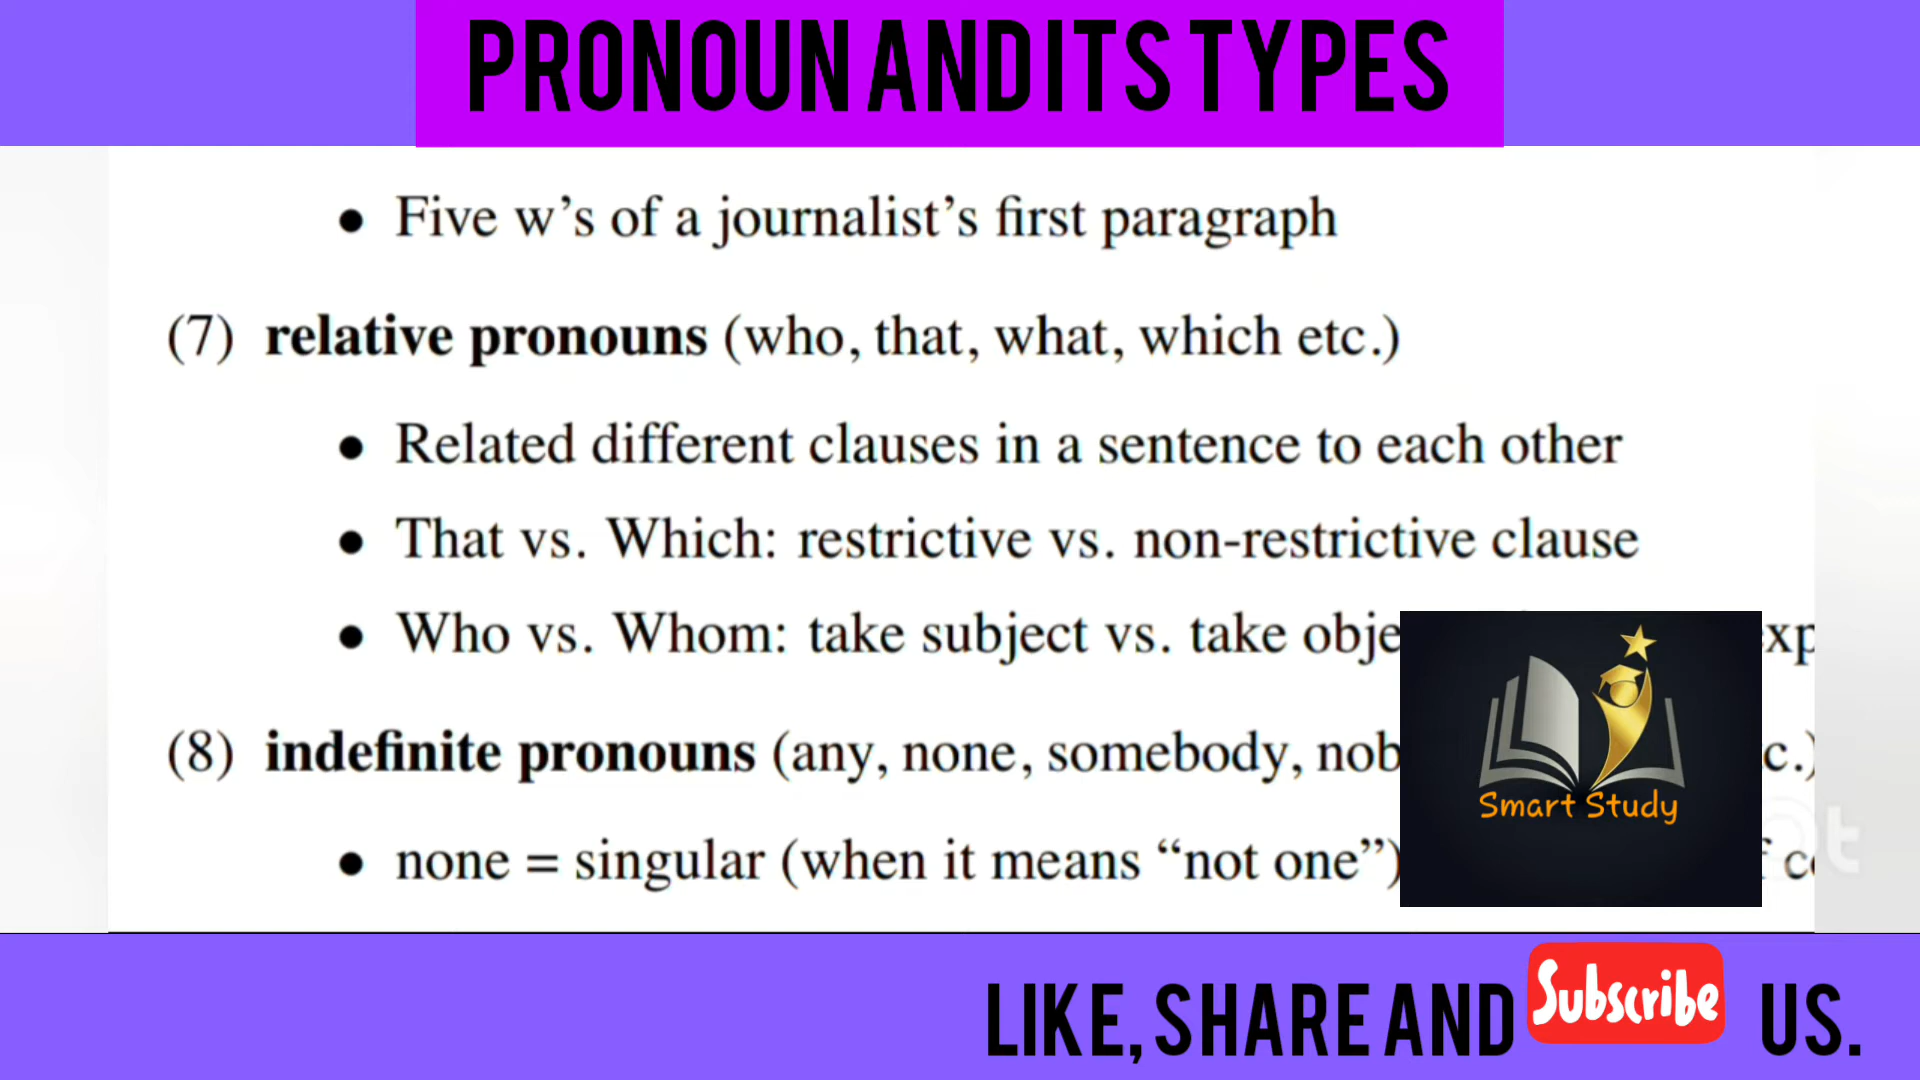 PRONOUN AND ITS TYPES
• Five w’s of a journalist’s first paragraph
(7) relative pronouns (who, that, what, which etc.)
• Related different clauses in a sentence to each other
• That vs. Which: restrictive vs. non-restrictive clause
• Who vs. Whom: take subject vs. take
(8) indefinite pronouns (any, none, somebody,
• none = singular (when it means “not one”)
Smart Study
LIKE, SHARE AND Subscribe US.